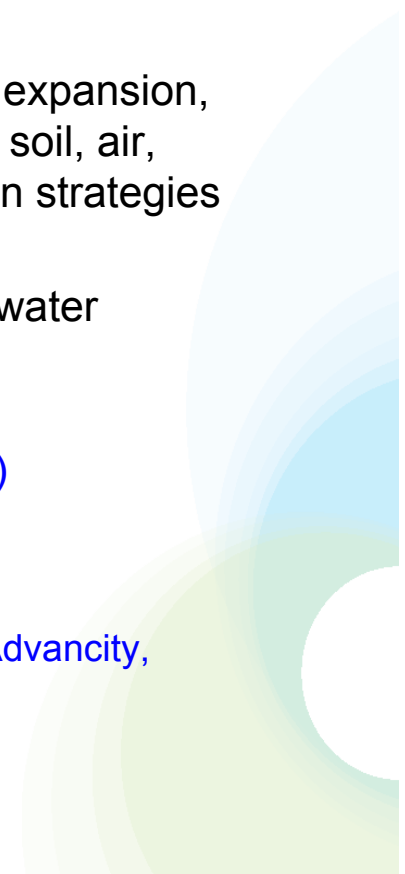 expansion,
soil, air,
n strategies
water
)
Advancity,